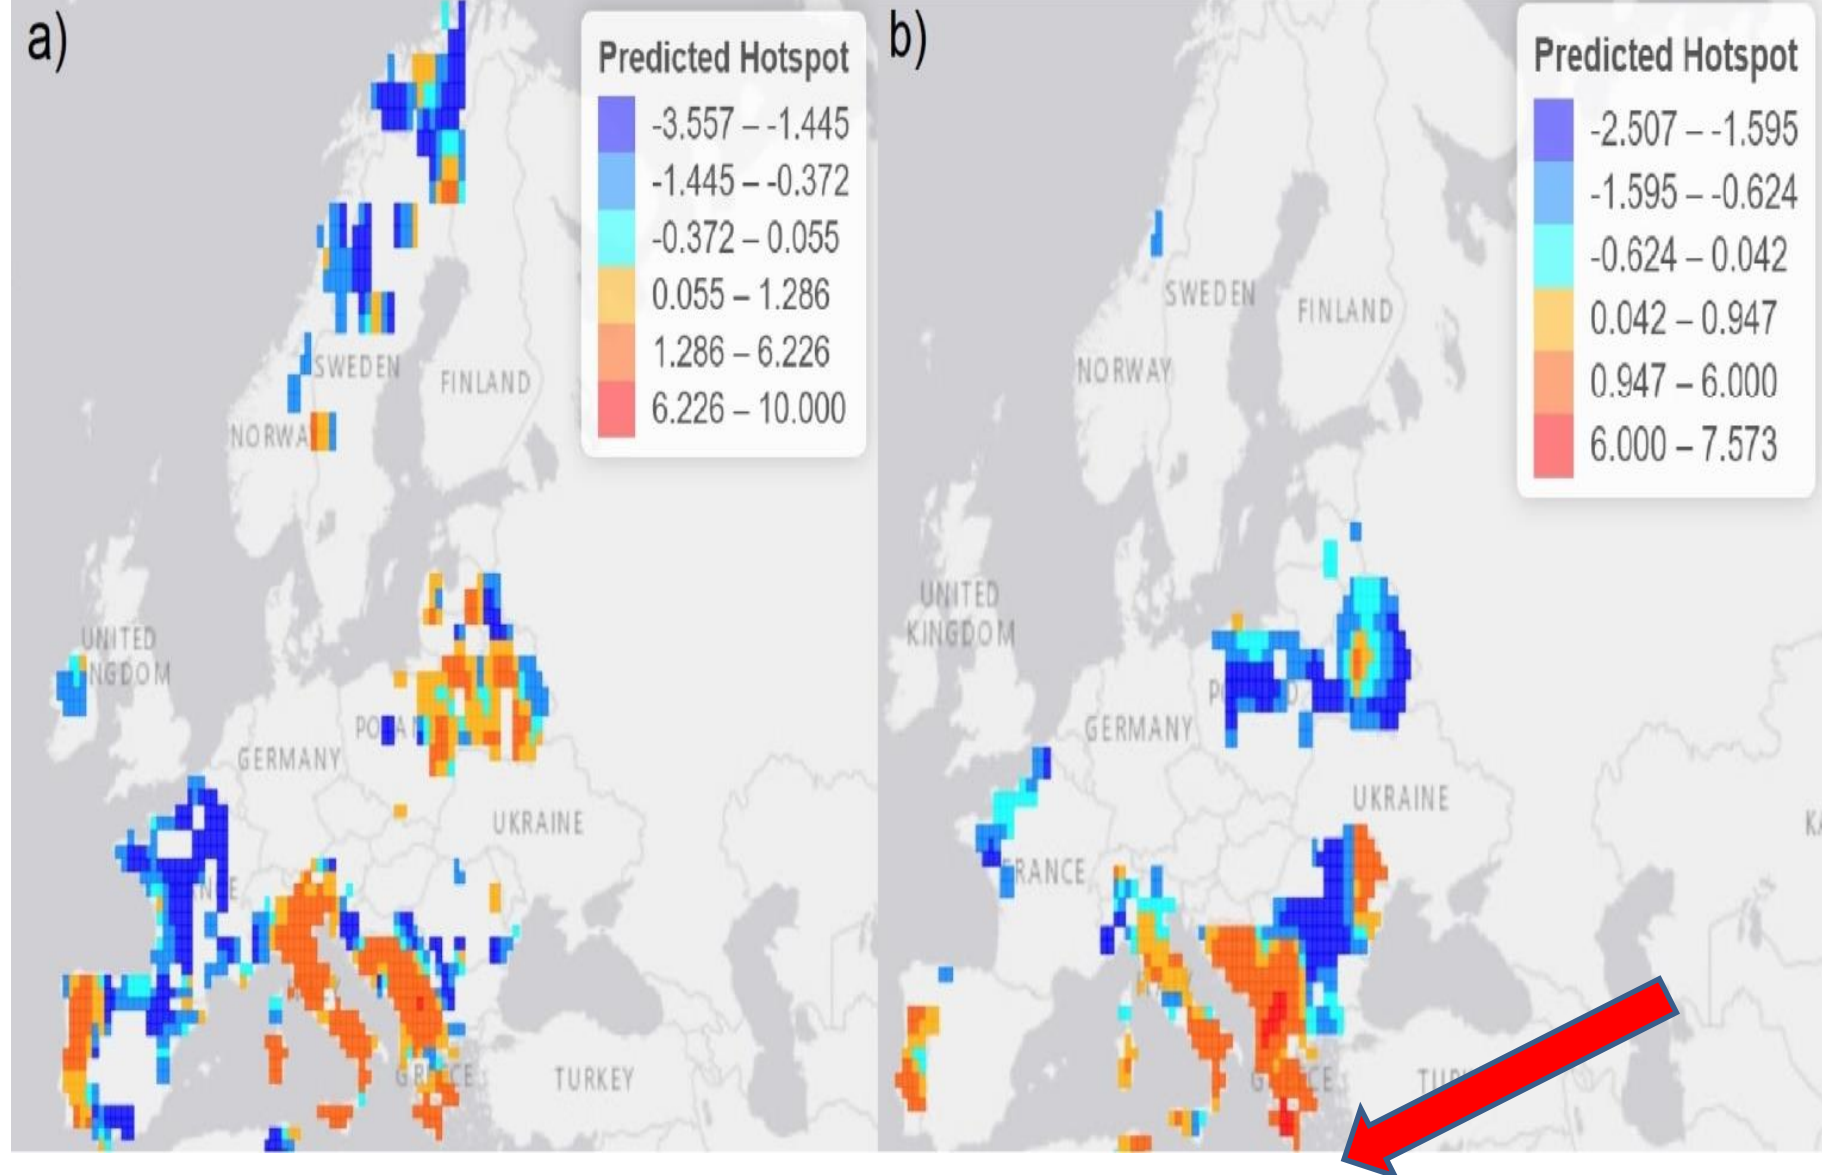 a)
Predicted Hotspot
-3.557 – -1.445
-1.445 – -0.372
-0.372 – 0.055
0.055 – 1.286
1.286 – 6.226
6.226 – 10.000
SWEDEN
FINLAND
NORWA
UNITED
NGDOM
GERMANY
UKRAINE
TURKEY
b)
Predicted Hotspot
-2.507 – -1.595
-1.595 – -0.624
-0.624 – 0.042
0.042 – 0.947
0.947 – 6.000
6.000 – 7.573
SWEDEN
FINLAND
NORWAY
UNITED
KINGDOM
GERMANY
UKRAINE
RANCE